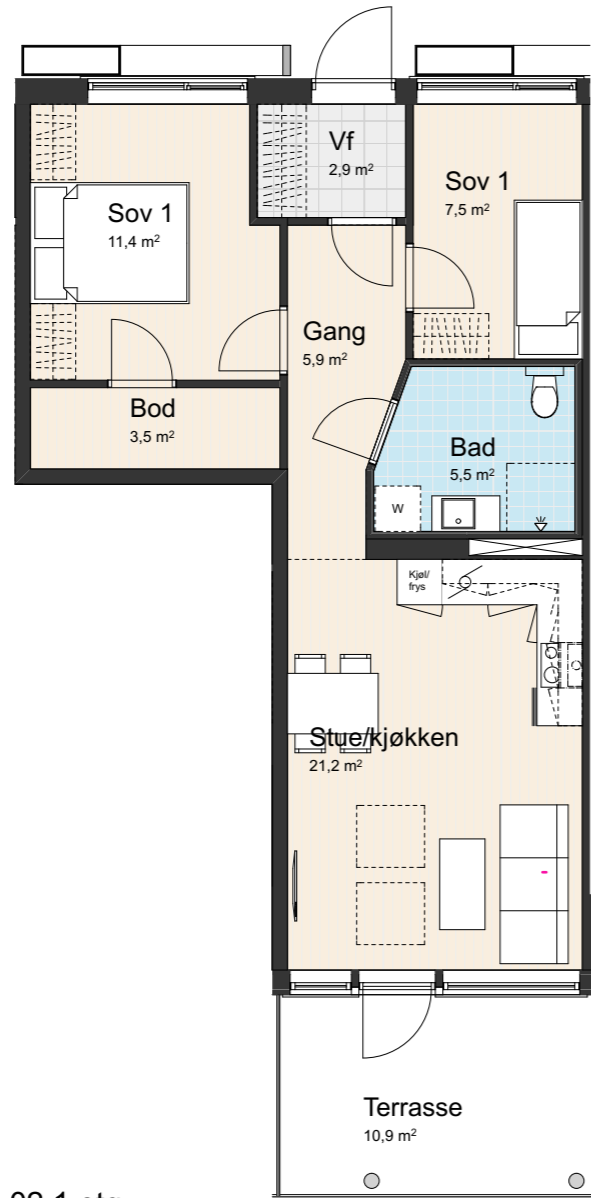 Vf
2,9 m²
Sov 1
11,4 m²
Sov 1
7,5 m²
Gang
5,9 m²
Bod
3,5 m²
Bad
5,5 m²
W
Kjøl/
frys
Stue/kjøkken
21,2 m²
Terrasse
10,9 m²